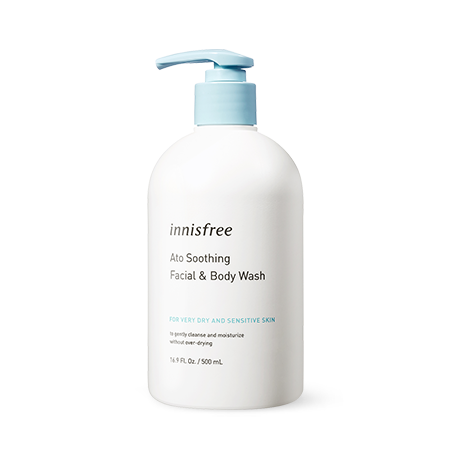 innisfree
Ato Soothing
Facial & Body Wash
FOR VERY DRY AND SENSITIVE SKIN
to gently cleanse and moisturize
without over-drying
16.9 Fl. Oz. / 500 mL